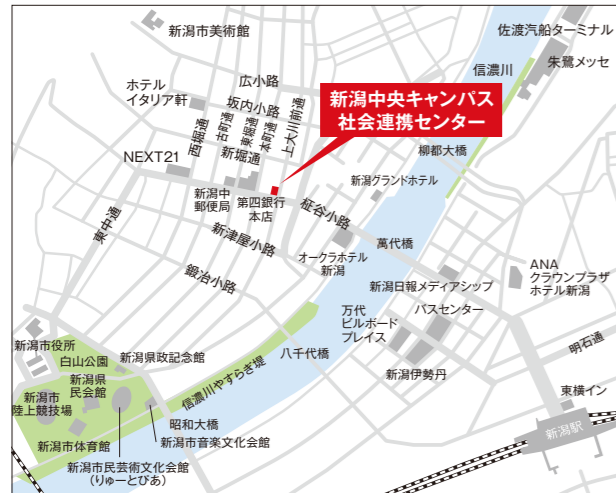 佐渡汽船ターミナル
新潟市美術館
朱鷺メッセ
信濃川
広小路
ホテル
イタリア軒
坂内小路
新潟中央キャンパス
社会連携センター
西堀通
古町通
東堀通
本町通
上大川前通
新堀通
柳都大橋
NEXT21
新潟グランドホテル
新潟中
郵便局
第四銀行
本店
柾谷小路
東中通
新津屋小路
萬代橋
オークラホテル
新潟
ANA
クラウンプラザ
ホテル新潟
鍛冶小路
新潟日報メディアシップ
万代
ビルボード
プレイス
バスセンター
明石通
新潟市役所
白山公園
新潟県政記念館
八千代橋
新潟伊勢丹
新潟県
民会館
信濃川やすらぎ堤
新潟市
陸上競技場
東横イン
昭和大橋
新潟駅
新潟市体育館
新潟市音楽文化会館
新潟市民芸術文化会館
(りゅーとぴあ)